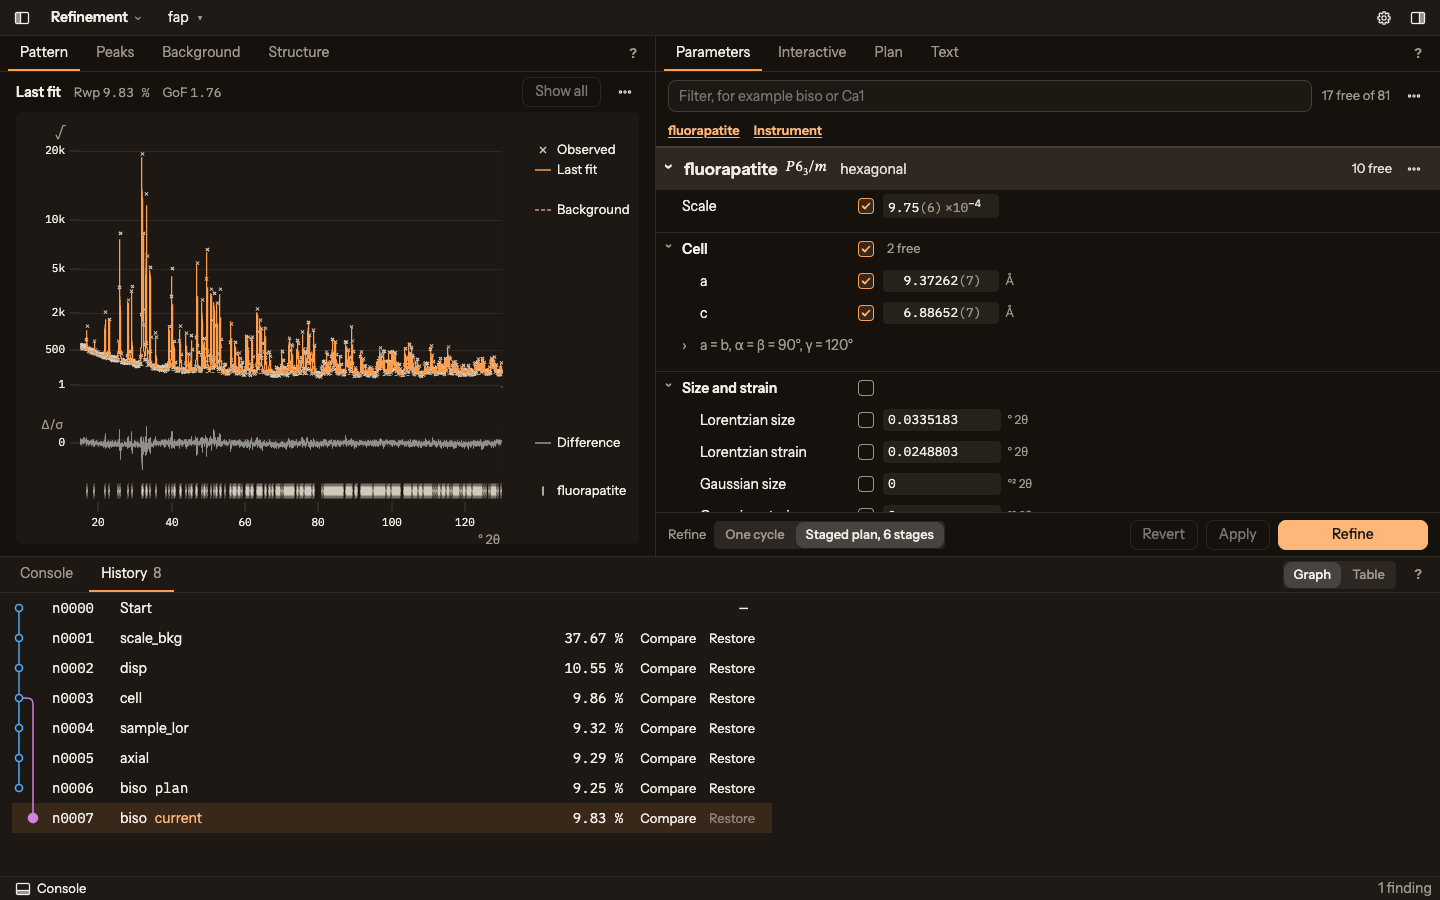 Refinement fap
Pattern Peaks Background Structure ?
Last fit Rwp 9.83 % GoF 1.76 Show all
√
20k
10k
5k
2k
500
1
Δ/σ
0
20 40 60 80 100 120
° 2θ
× Observed
Last fit
Background
Difference
fluorapatite
Parameters Interactive Plan Text ?
Filter, for example biso or Ca1 17 free of 81
fluorapatite Instrument
fluorapatite P6₃/m hexagonal 10 free
Scale 9.75(6) ×10⁻⁴
Cell 2 free
a 9.37262(7) Å
c 6.88652(7) Å
a = b, α = β = 90°, γ = 120°
Size and strain
Lorentzian size 0.0335183 ° 2θ
Lorentzian strain 0.0248803 ° 2θ
Gaussian size 0 °² 2θ
Refine One cycle Staged plan, 6 stages Revert Apply Refine
Console History 8 Graph Table ?
n0000 Start —
n0001 scale_bkg 37.67 % Compare Restore
n0002 disp 10.55 % Compare Restore
n0003 cell 9.86 % Compare Restore
n0004 sample_lor 9.32 % Compare Restore
n0005 axial 9.29 % Compare Restore
n0006 biso plan 9.25 % Compare Restore
n0007 biso current 9.83 % Compare Restore
Console 1 finding